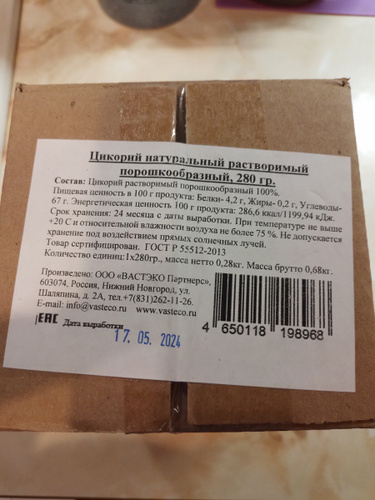 Цикорий натуральный растворимый
порошкообразный, 280 гр.
Состав: Цикорий растворимый порошкообразный 100%.
Пищевая ценность в 100 г продукта: Белки- 4,2 г, Жиры- 0,2 г, Углеводы-
67 г. Энергетическая ценность 100 г продукта: 286,6 ккал/1199,94 кДж.
Срок хранения: 24 месяца с даты выработки. При температуре не выше
+20 С и относительной влажности воздуха не более 75 %. Не допускается
хранение под воздействием прямых солнечных лучей.
Товар сертифицирован. ГОСТ Р 55512-2013
Количество единиц:1х280гр., масса нетто 0,28кг. Масса брутто 0,68кг.
Произведено: ООО «ВАСТЭКО Партнерс»,
603074, Россия, Нижний Новгород, ул.
Шаляпина, д. 2А, тел.+7(831)262-11-26.
E-mail: info@vasteco.ru www.vasteco.ru
EAC Дата выработки
17. 05. 2024
4 650118 198968